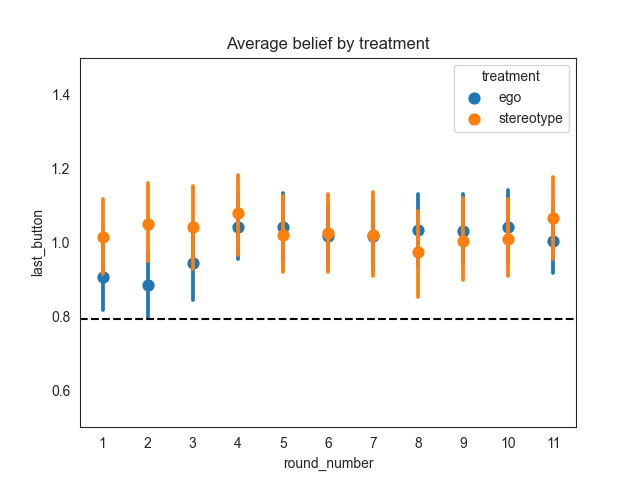 Average belief by treatment
treatment
ego
stereotype
last_button
1.4
1.2
1.0
0.8
0.6
1 2 3 4 5 6 7 8 9 10 11
round_number